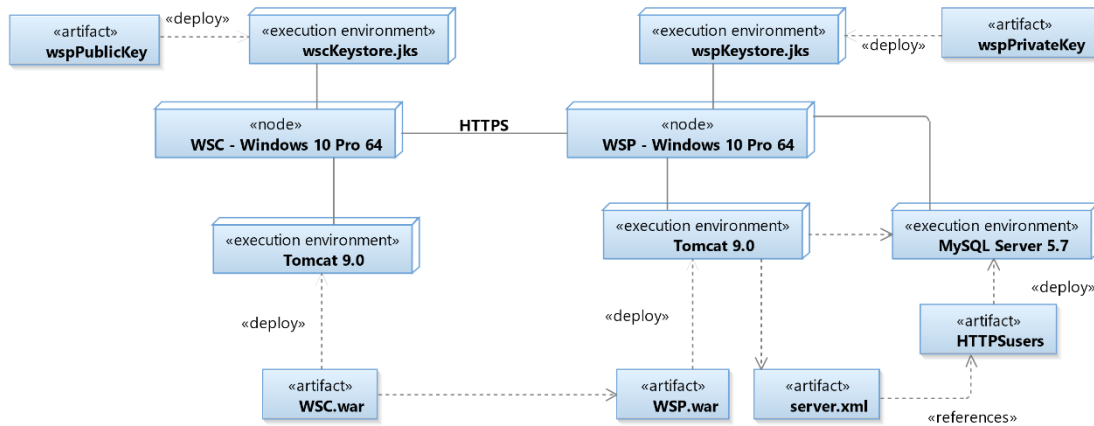 «deploy»
«artifact»
wspPublicKey
«execution environment»
wscKeystore.jks
«execution environment»
wspKeystore.jks
«deploy»
«artifact»
wspPrivateKey
«node»
WSC - Windows 10 Pro 64
HTTPS
«node»
WSP - Windows 10 Pro 64
«execution environment»
Tomcat 9.0
«execution environment»
Tomcat 9.0
«execution environment»
MySQL Server 5.7
«deploy»
«deploy»
«deploy»
«artifact»
HTTPSusers
«artifact»
WSC.war
«artifact»
WSP.war
«artifact»
server.xml
«references»